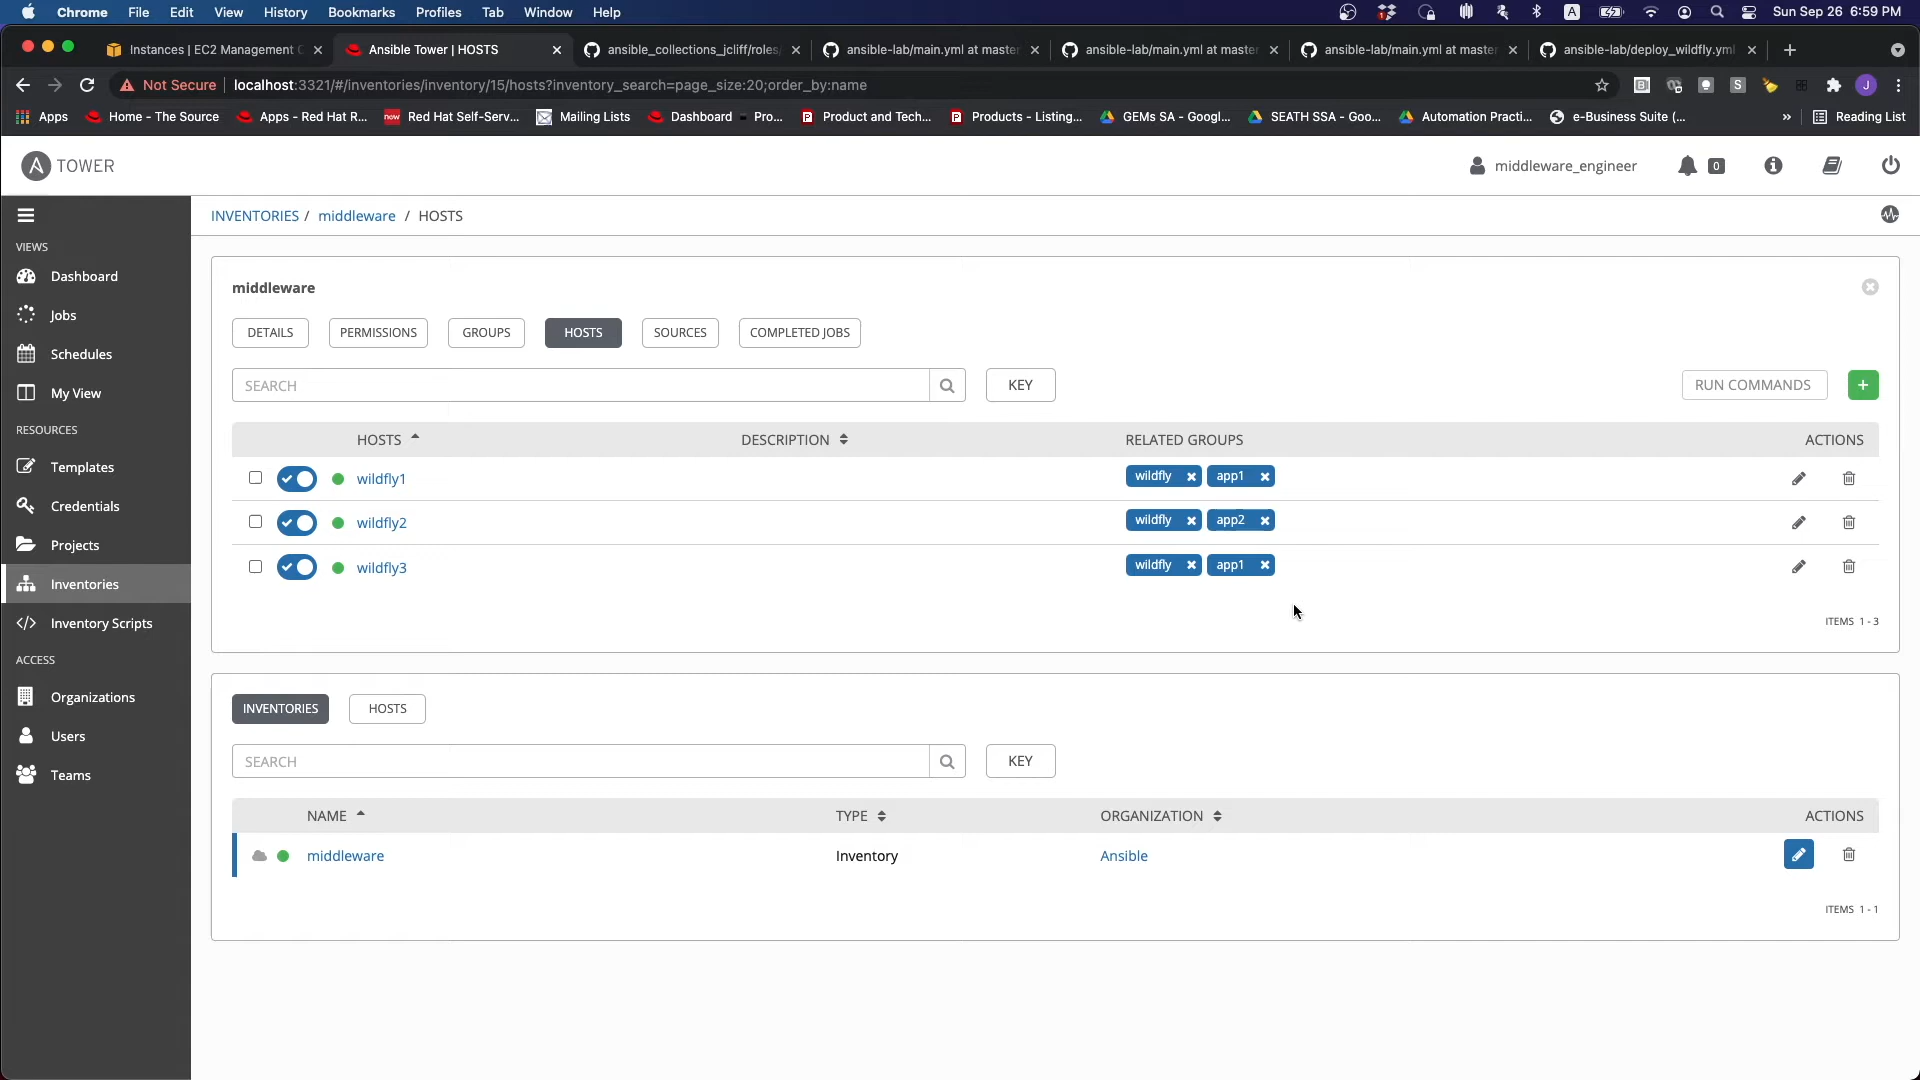 Chrome File Edit View History Bookmarks Profiles Tab Window Help A Sun Sep 26 6:59 PM
Instances | EC2 Management C Ansible Tower | HOSTS ansible_collections_jcliff/roles/ ansible-lab/main.yml at master ansible-lab/main.yml at master ansible-lab/main.yml at master ansible-lab/deploy_wildfly.yml
Not Secure localhost:3321/#/inventories/inventory/15/hosts?inventory_search=page_size:20;order_by:name S J
Apps Home - The Source Apps - Red Hat R... Red Hat Self-Serv... Mailing Lists Dashboard Pro... Product and Tech... Products - Listing... GEMs SA - Googl... SEATH SSA - Goo... Automation Practi... e-Business Suite (... » Reading List
A TOWER middleware_engineer 0
INVENTORIES / middleware / HOSTS
VIEWS
Dashboard
Jobs
Schedules
My View
RESOURCES
Templates
Credentials
Projects
Inventories
Inventory Scripts
ACCESS
Organizations
Users
Teams
middleware
DETAILS PERMISSIONS GROUPS HOSTS SOURCES COMPLETED JOBS
SEARCH KEY RUN COMMANDS +
HOSTS DESCRIPTION RELATED GROUPS ACTIONS
wildfly1 wildfly app1
wildfly2 wildfly app2
wildfly3 wildfly app1
ITEMS 1 - 3
INVENTORIES HOSTS
SEARCH KEY
NAME TYPE ORGANIZATION ACTIONS
middleware Inventory Ansible
ITEMS 1 - 1